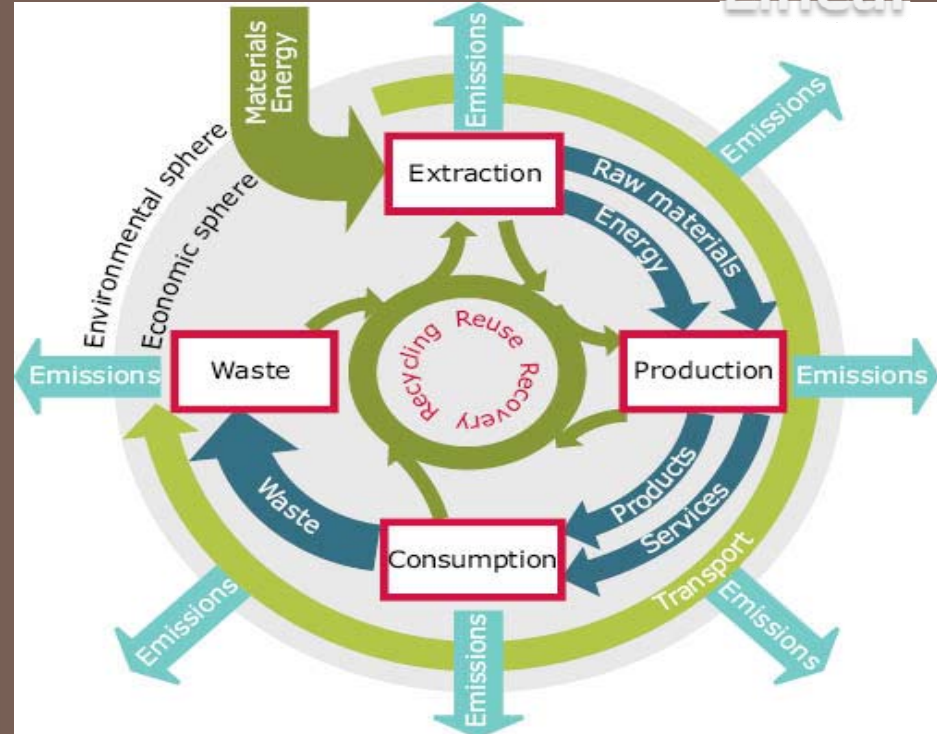 Materials
Energy
Emissions
Emissions
Environmental sphere
Economic sphere
Extraction
Raw materials
Energy
Recycling Reuse Recovery
Emissions
Waste
Production
Emissions
Waste
Products
Services
Consumption
Transport
Emissions
Emissions
Emissions